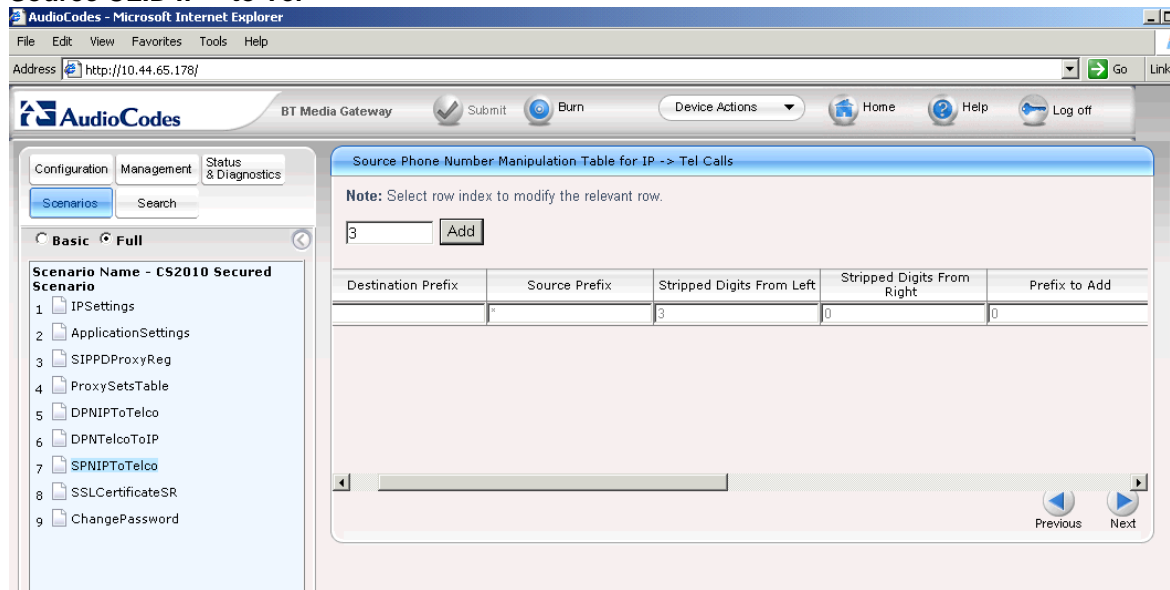 AudioCodes - Microsoft Internet Explorer
File Edit View Favorites Tools Help
Address http://10.44.65.178/ Go Link
AudioCodes BT Media Gateway Submit Burn Device Actions Home Help Log off
Configuration Management Status & Diagnostics
Scenarios Search
Basic Full
Scenario Name - CS2010 Secured Scenario
1 IPSettings
2 ApplicationSettings
3 SIPPDProxyReg
4 ProxySetsTable
5 DPNIPToTelco
6 DPNTelcoToIP
7 SPNIPToTelco
8 SSLCertificateSR
9 ChangePassword
Source Phone Number Manipulation Table for IP -> Tel Calls
Note: Select row index to modify the relevant row.
3 Add
Destination Prefix Source Prefix Stripped Digits From Left Stripped Digits From Right Prefix to Add
* 3 0 0
Previous Next